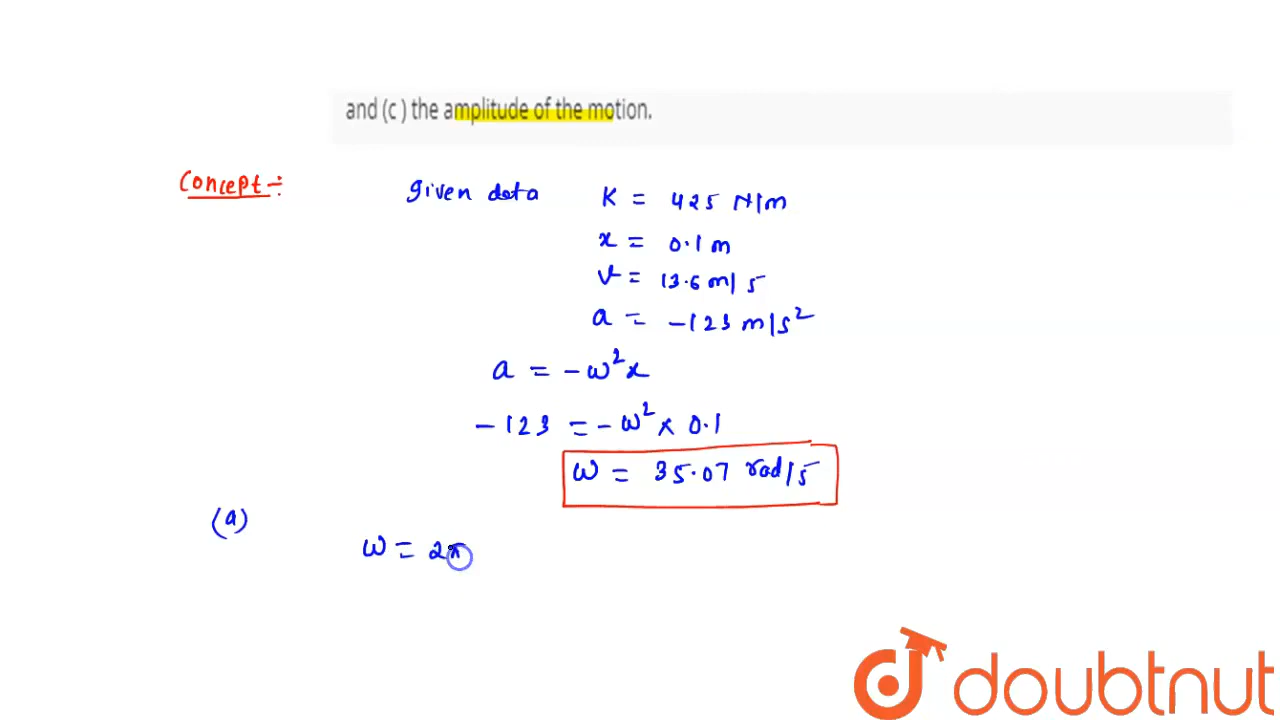 and (c ) the amplitude of the motion.
Concept :-
given data K = 425 N/m
x = 0.1 m
v = 13.6 m/s
a = -123 m/s²
a = -ω²x
-123 = -ω² × 0.1
ω = 35.07 rad/s
(a)
ω = 2π
doubtnut